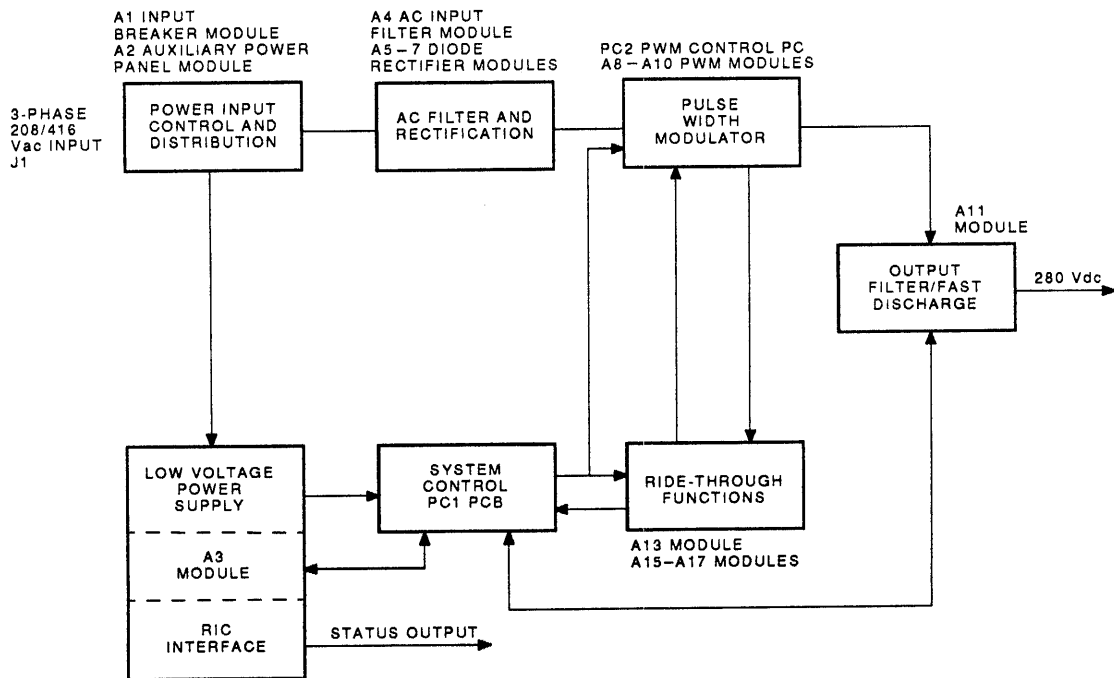 A1 INPUT
BREAKER MODULE
A2 AUXILIARY POWER
PANEL MODULE
A4 AC INPUT
FILTER MODULE
A5–7 DIODE
RECTIFIER MODULES
PC2 PWM CONTROL PC
A8–A10 PWM MODULES
3-PHASE
208/416
Vac INPUT
J1
POWER INPUT
CONTROL AND
DISTRIBUTION
AC FILTER AND
RECTIFICATION
PULSE
WIDTH
MODULATOR
A11
MODULE
OUTPUT
FILTER/FAST
DISCHARGE
280 Vdc
LOW VOLTAGE
POWER
SUPPLY
SYSTEM
CONTROL
PC1 PCB
RIDE-THROUGH
FUNCTIONS
A13 MODULE
A15–A17 MODULES
A3
MODULE
RIC
INTERFACE
STATUS OUTPUT